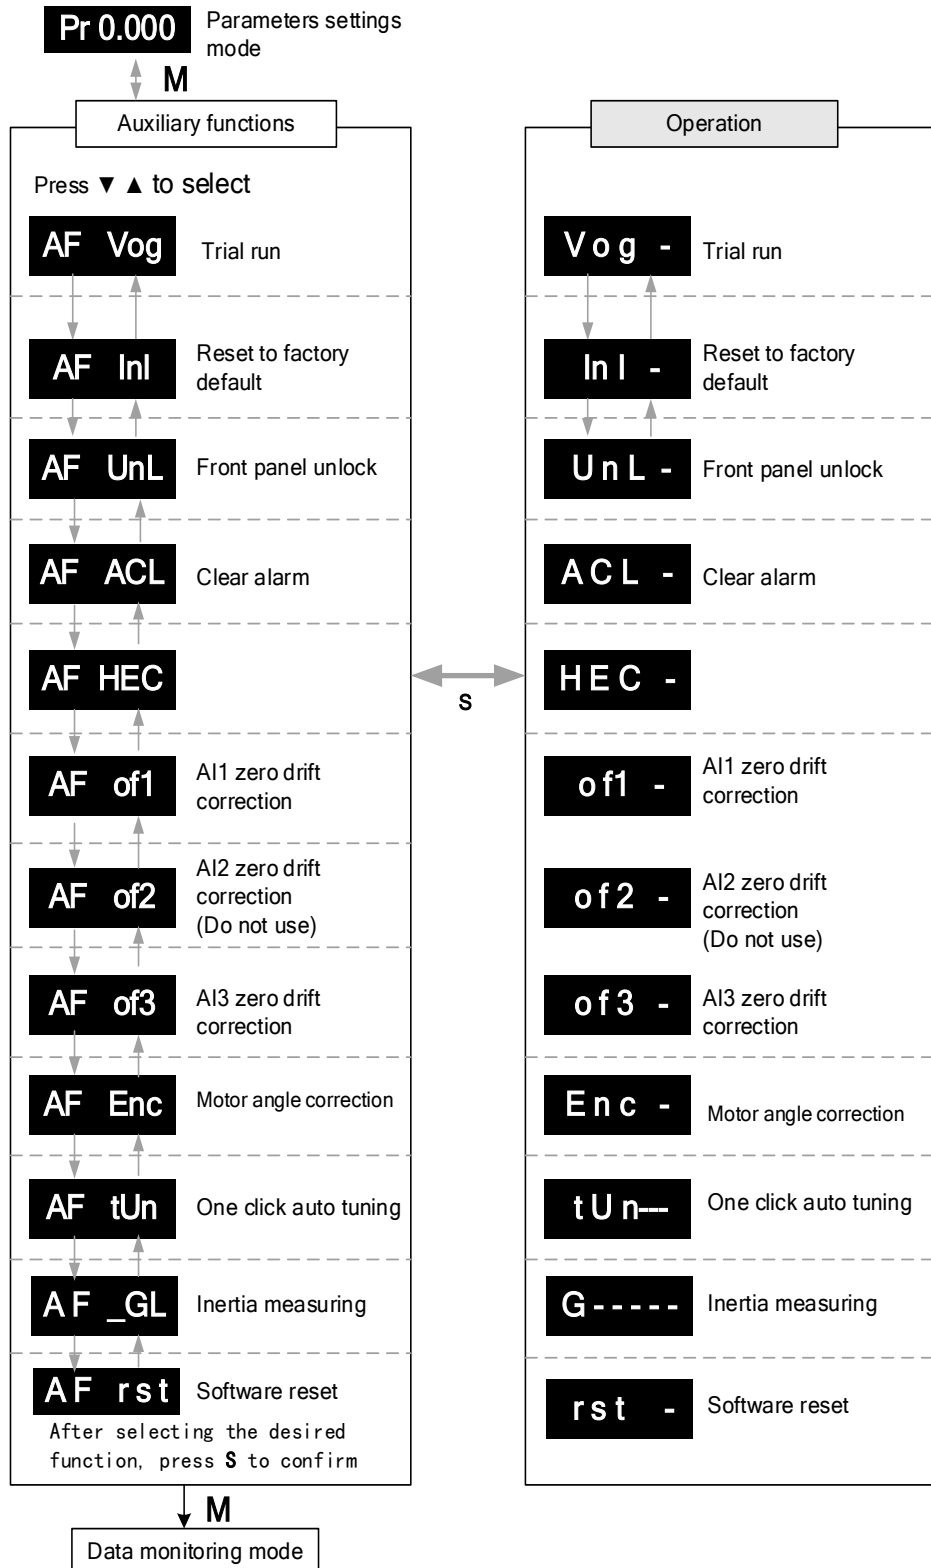 Pr 0.000
Parameters settings
mode
M
Auxiliary functions
Press ▼ ▲ to select
AF Vog
Trial run
AF InI
Reset to factory
default
AF UnL
Front panel unlock
AF ACL
Clear alarm
AF HEC
AF of1
AI1 zero drift
correction
AF of2
AI2 zero drift
correction
(Do not use)
AF of3
AI3 zero drift
correction
AF Enc
Motor angle correction
AF tUn
One click auto tuning
AF _GL
Inertia measuring
AF rst
Software reset
After selecting the desired
function, press S to confirm
M
Data monitoring mode
s
Operation
Vog -
Trial run
InI -
Reset to factory
default
UnL -
Front panel unlock
ACL -
Clear alarm
HEC -
of1 -
AI1 zero drift
correction
of2 -
AI2 zero drift
correction
(Do not use)
of3 -
AI3 zero drift
correction
Enc -
Motor angle correction
tUn---
One click auto tuning
G-----
Inertia measuring
rst -
Software reset